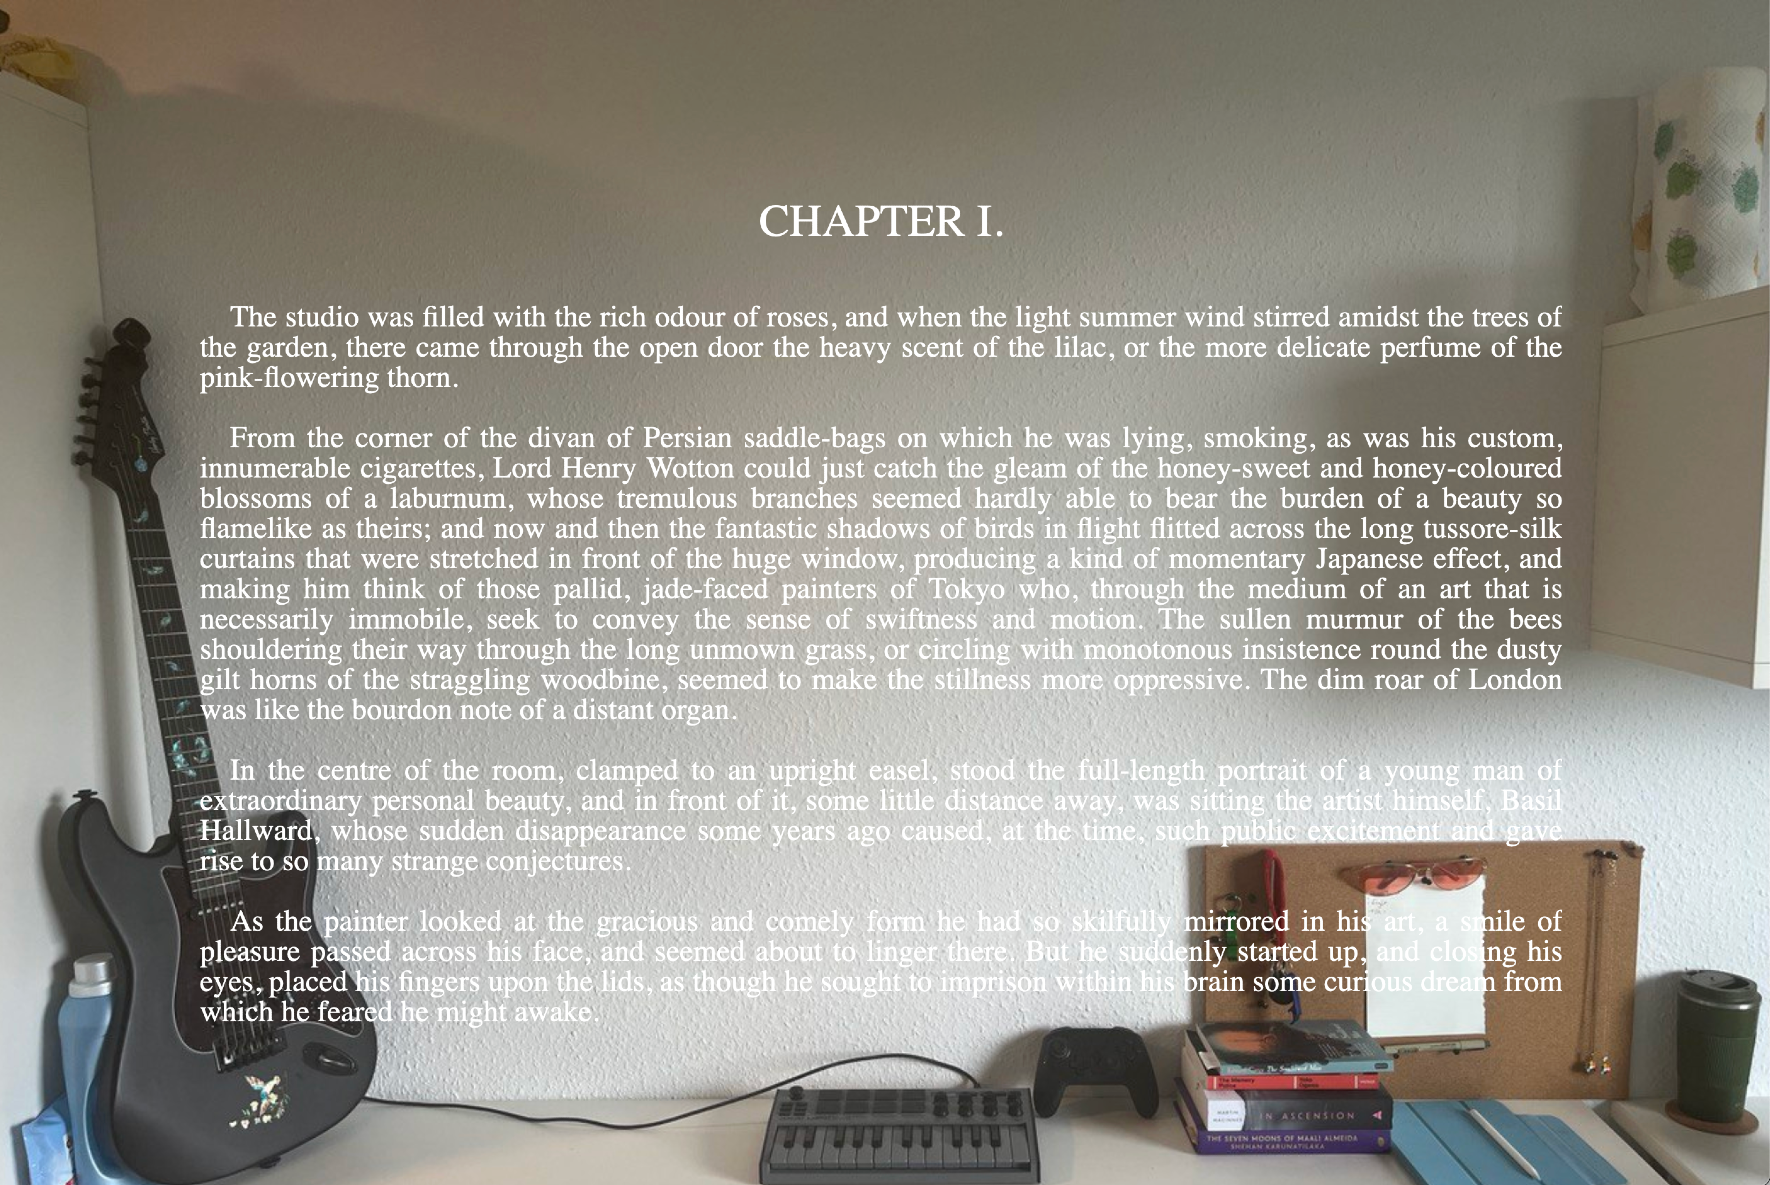 CHAPTER I.
The studio was filled with the rich odour of roses, and when the light summer wind stirred amidst the trees of
the garden, there came through the open door the heavy scent of the lilac, or the more delicate perfume of the
pink-flowering thorn.
From the corner of the divan of Persian saddle-bags on which he was lying, smoking, as was his custom,
innumerable cigarettes, Lord Henry Wotton could just catch the gleam of the honey-sweet and honey-coloured
blossoms of a laburnum, whose tremulous branches seemed hardly able to bear the burden of a beauty so
flamelike as theirs; and now and then the fantastic shadows of birds in flight flitted across the long tussore-silk
curtains that were stretched in front of the huge window, producing a kind of momentary Japanese effect, and
making him think of those pallid, jade-faced painters of Tokyo who, through the medium of an art that is
necessarily immobile, seek to convey the sense of swiftness and motion. The sullen murmur of the bees
shouldering their way through the long unmown grass, or circling with monotonous insistence round the dusty
gilt horns of the straggling woodbine, seemed to make the stillness more oppressive. The dim roar of London
was like the bourdon note of a distant organ.
In the centre of the room, clamped to an upright easel, stood the full-length portrait of a young man of
extraordinary personal beauty, and in front of it, some little distance away, was sitting the artist himself, Basil
Hallward, whose sudden disappearance some years ago caused, at the time, such public excitement and gave
rise to so many strange conjectures.
As the painter looked at the gracious and comely form he had so skilfully mirrored in his art, a smile of
pleasure passed across his face, and seemed about to linger there. But he suddenly started up, and closing his
eyes, placed his fingers upon the lids, as though he sought to imprison within his brain some curious dream from
which he feared he might awake.
The Memory
Police
MARTIN
MACINNES
IN ASCENSION
THE SEVEN MOONS OF MAALI ALMEIDA
SHEHAN KARUNATILAKA